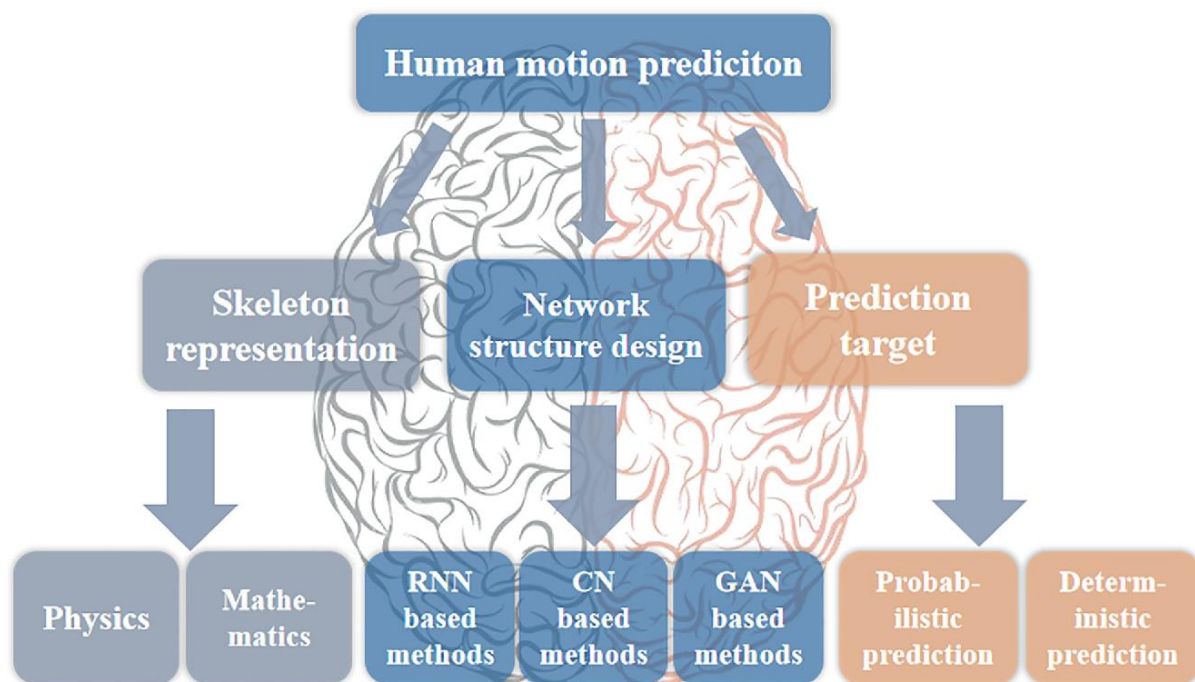 Human motion prediciton
Skeleton
representation
Network
structure design
Prediction
target
Physics
Mathe-
matics
RNN
based
methods
CN
based
methods
GAN
based
methods
Probab-
ilistic
prediction
Determ-
inistic
prediction